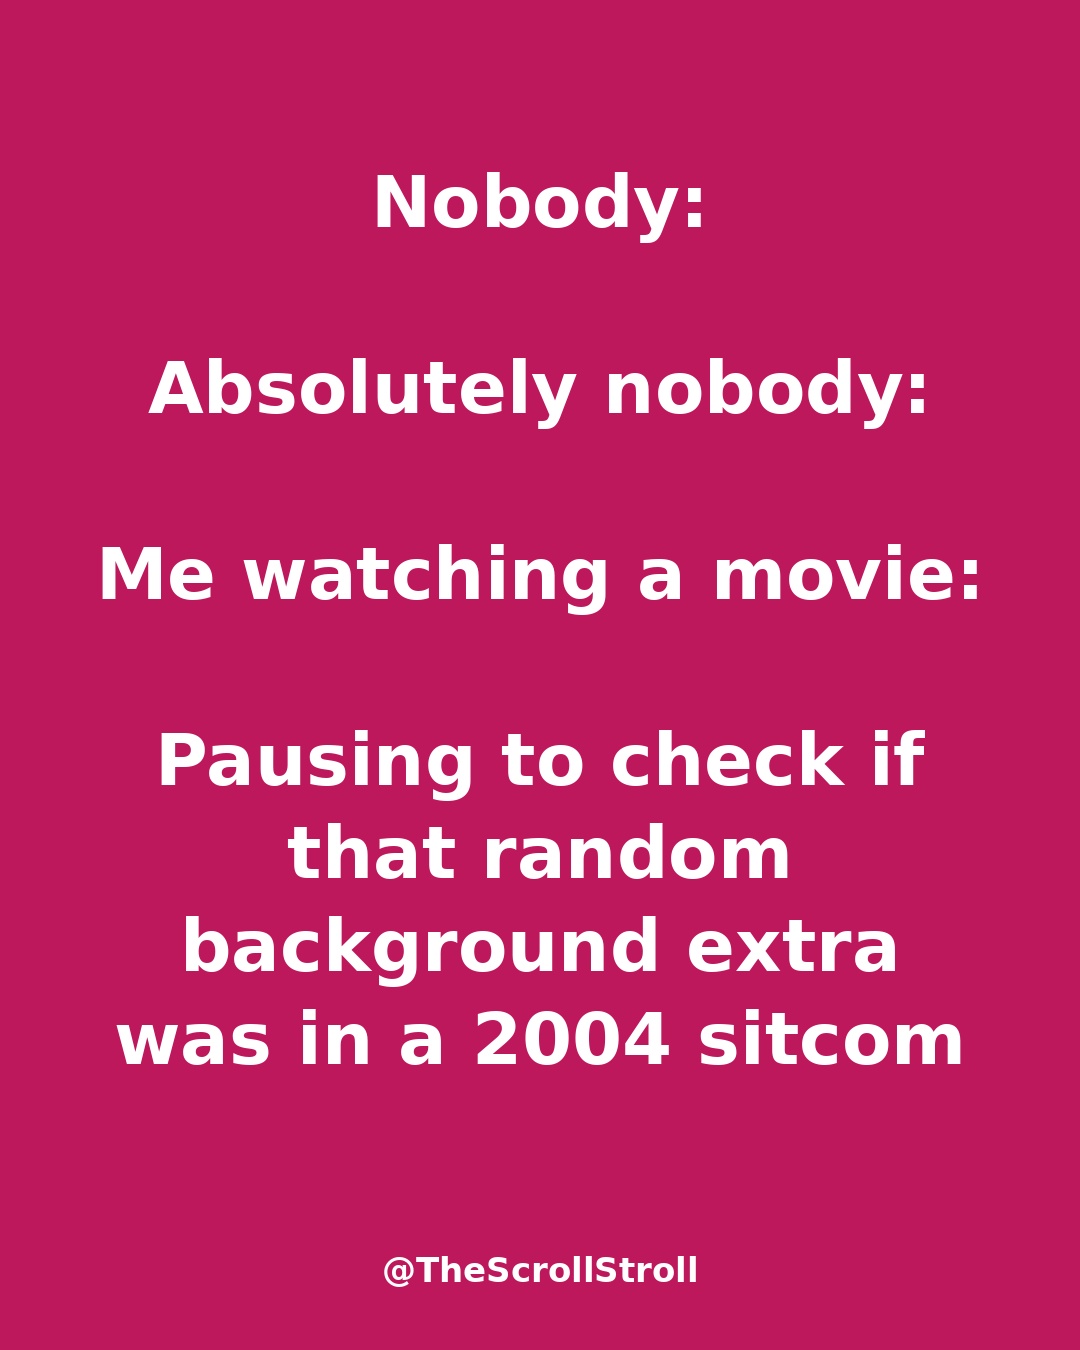 Nobody:
Absolutely nobody:
Me watching a movie:
Pausing to check if
that random
background extra
was in a 2004 sitcom
@TheScrollStroll